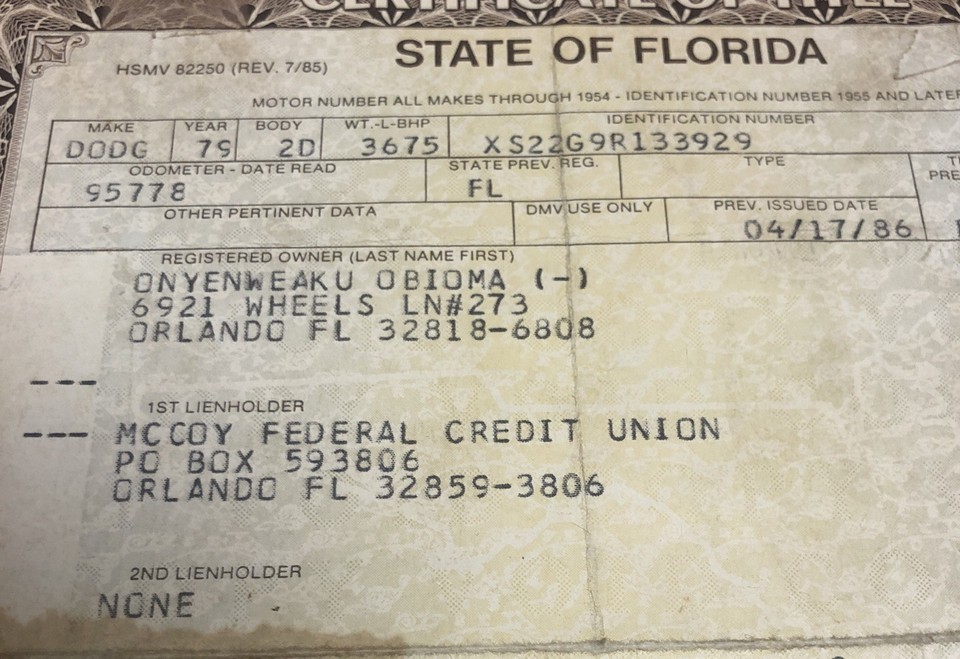 CERTIFICATE OF TITLE
STATE OF FLORIDA
HSMV 82250 (REV. 7/85)
MOTOR NUMBER ALL MAKES THROUGH 1954 - IDENTIFICATION NUMBER 1955 AND LATER
MAKE YEAR BODY WT.-L-BHP IDENTIFICATION NUMBER
DODG 79 2D 3675 XS22G9R133929
ODOMETER - DATE READ STATE PREV. REG. TYPE
95778 FL
OTHER PERTINENT DATA DMV USE ONLY PREV. ISSUED DATE
04/17/86
REGISTERED OWNER (LAST NAME FIRST)
ONYENWEAKU OBIOMA (-)
6921 WHEELS LN#273
ORLANDO FL 32818-6808
---
1ST LIENHOLDER
--- MCCOY FEDERAL CREDIT UNION
PO BOX 593806
ORLANDO FL 32859-3806
2ND LIENHOLDER
NONE